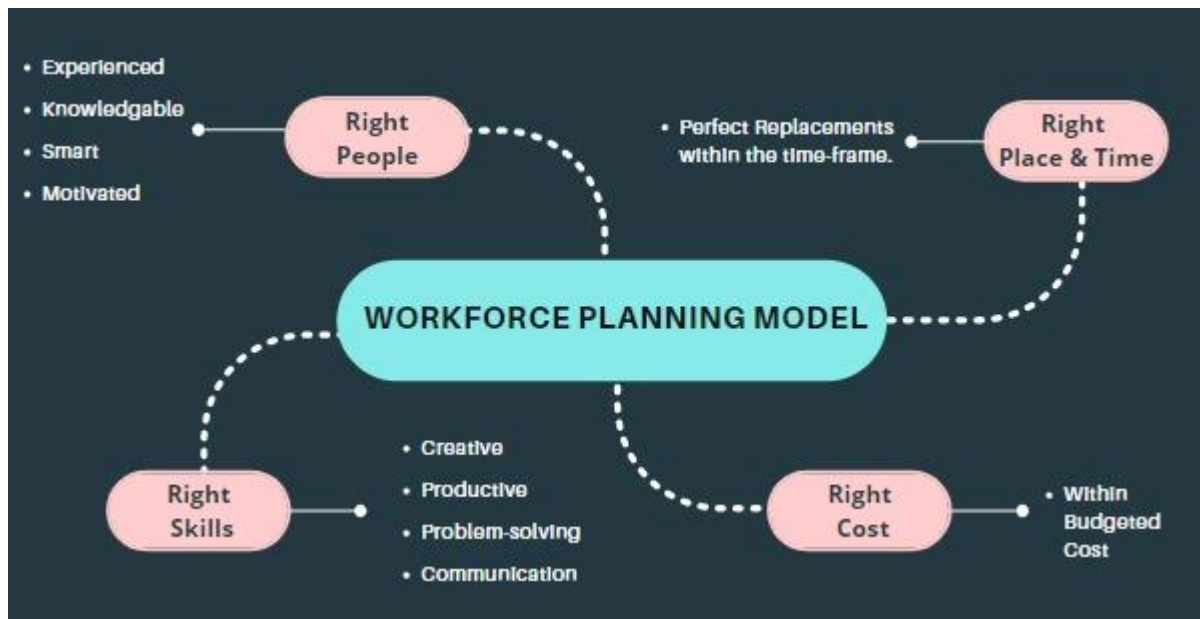 • Experienced
• Knowledgable
• Smart
• Motivated
Right
People
• Perfect Replacements
within the time-frame.
Right
Place & Time
WORKFORCE PLANNING MODEL
Right
Skills
• Creative
• Productive
• Problem-solving
• Communication
Right
Cost
• Within
Budgeted
Cost